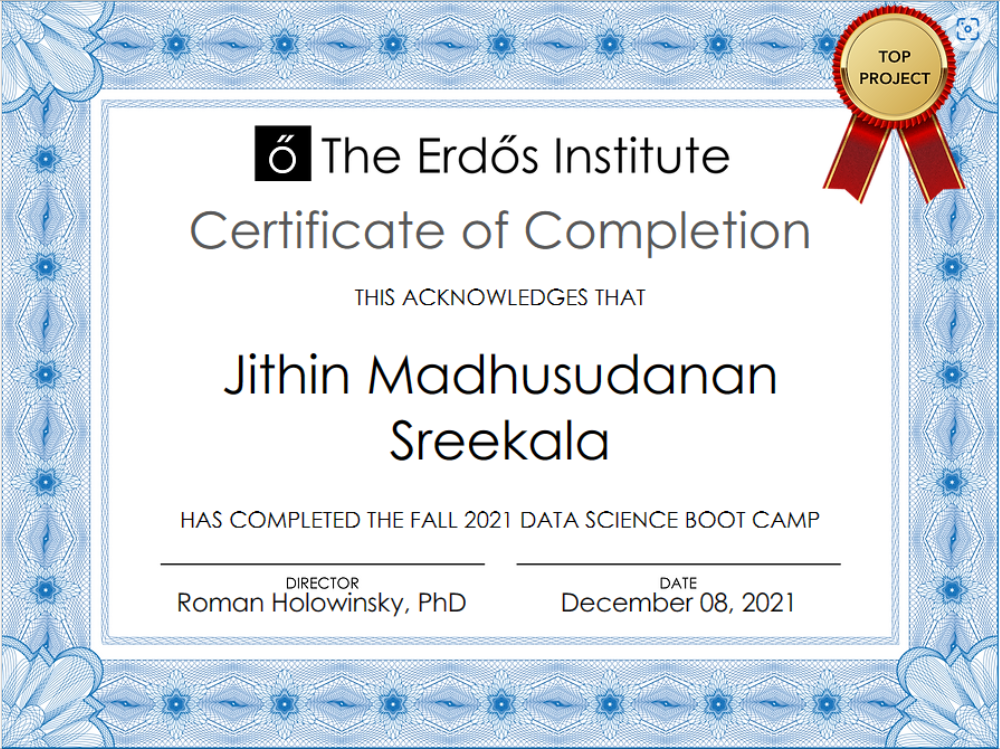 TOP
PROJECT
ő The Erdős Institute
Certificate of Completion
THIS ACKNOWLEDGES THAT
Jithin Madhusudanan
Sreekala
HAS COMPLETED THE FALL 2021 DATA SCIENCE BOOT CAMP
DIRECTOR
Roman Holowinsky, PhD
DATE
December 08, 2021